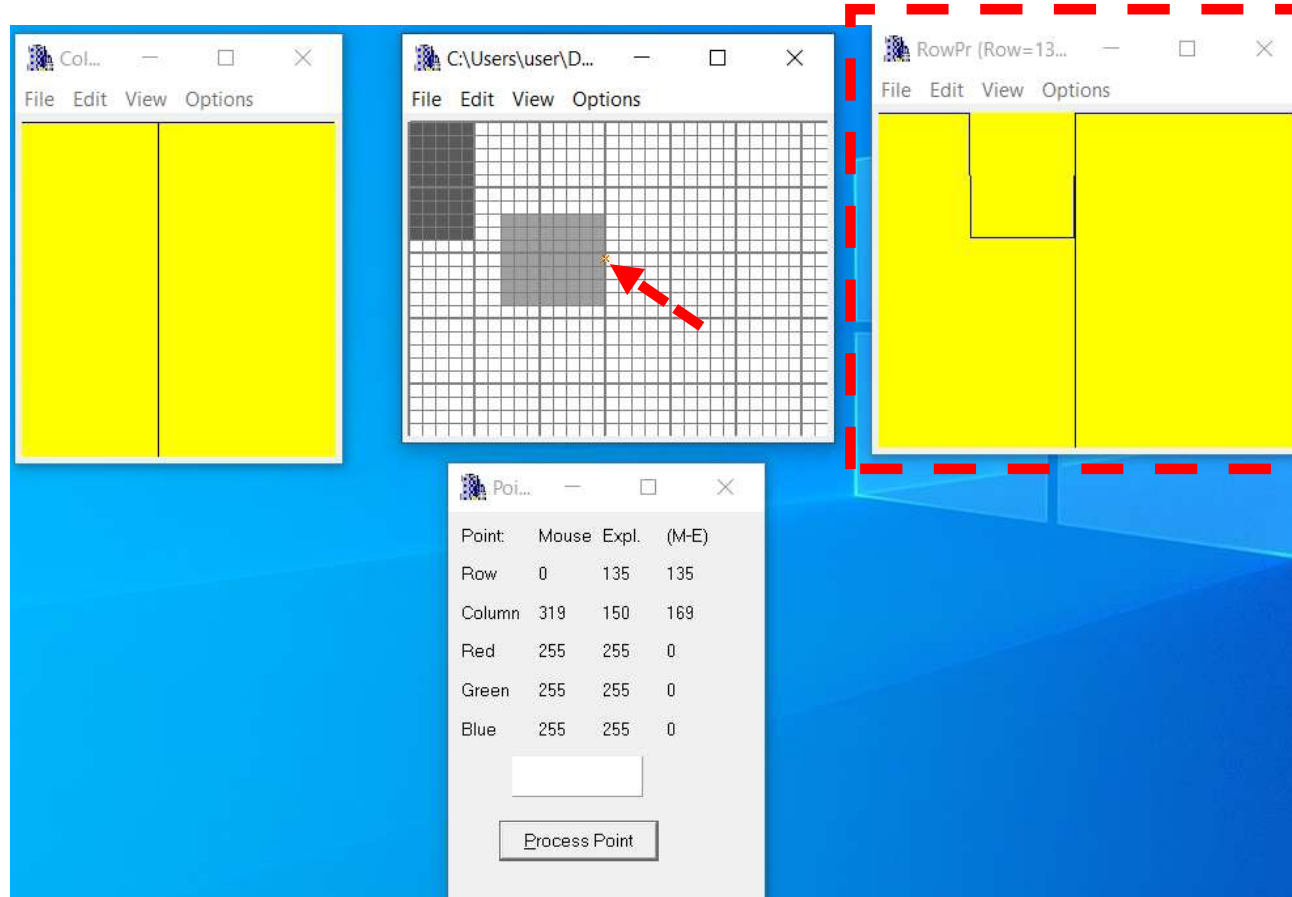 Col...
File Edit View Options
C:\Users\user\D...
File Edit View Options
RowPr (Row=13...
File Edit View Options
Poi...
Point: Mouse Expl. (M-E)
Row 0 135 135
Column 319 150 169
Red 255 255 0
Green 255 255 0
Blue 255 255 0
Process Point